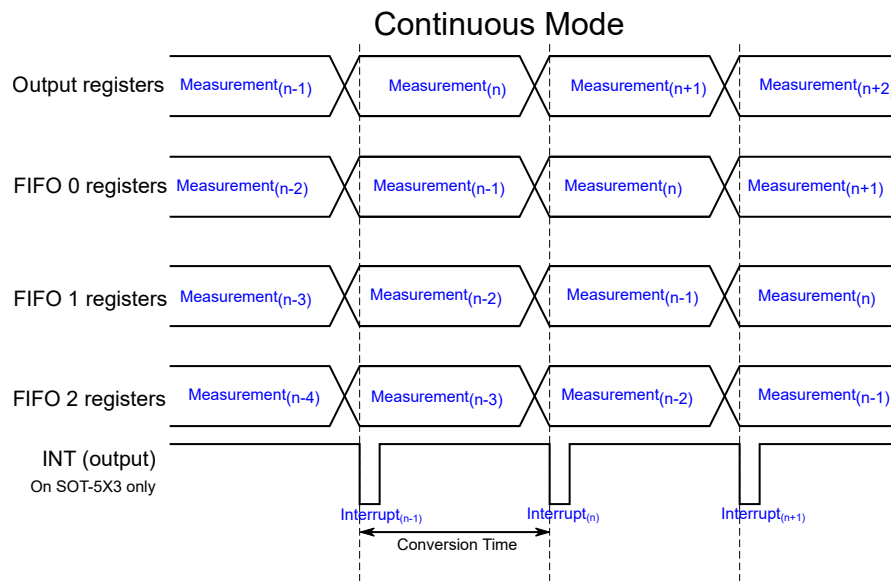 Continuous Mode
Output registers Measurement(n-1) Measurement(n) Measurement(n+1) Measurement(n+2)
FIFO 0 registers Measurement(n-2) Measurement(n-1) Measurement(n) Measurement(n+1)
FIFO 1 registers Measurement(n-3) Measurement(n-2) Measurement(n-1) Measurement(n)
FIFO 2 registers Measurement(n-4) Measurement(n-3) Measurement(n-2) Measurement(n-1)
INT (output)
On SOT-5X3 only
Interrupt(n-1) Interrupt(n) Interrupt(n+1)
Conversion Time